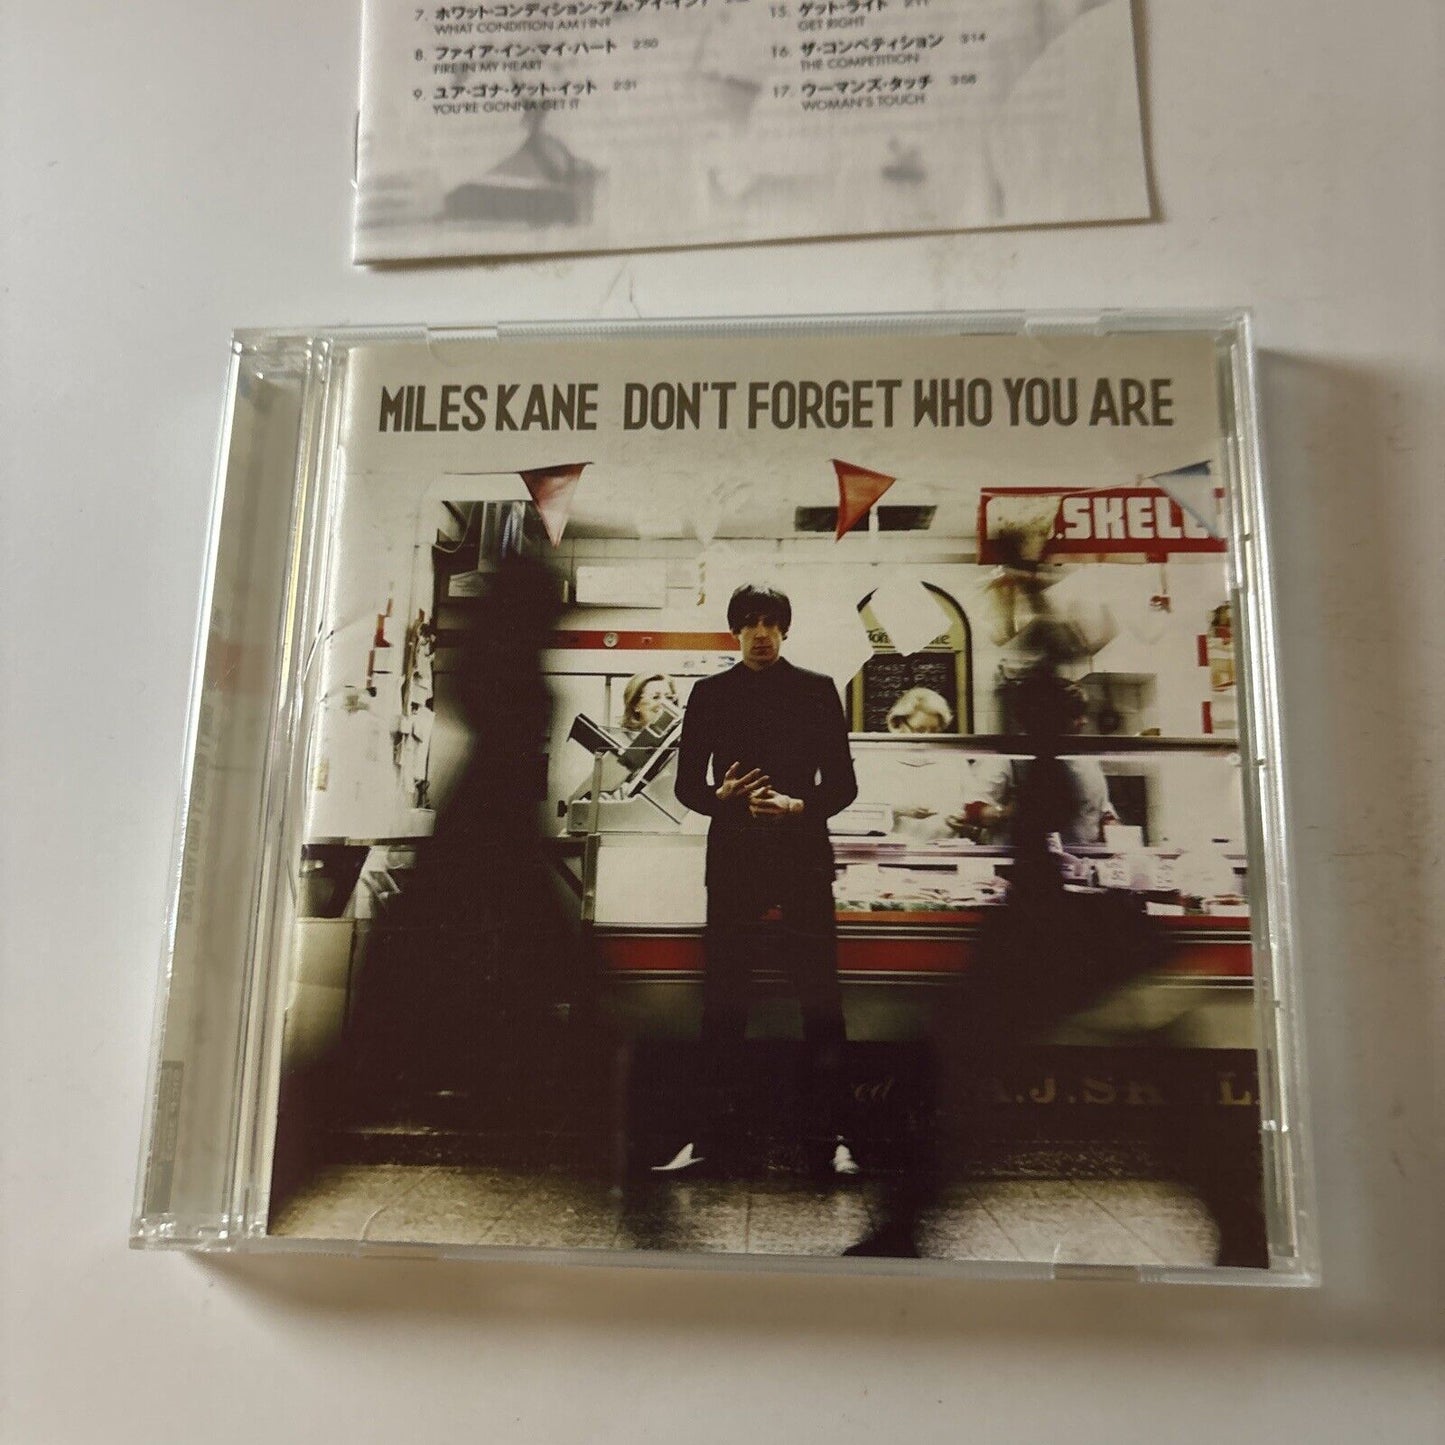 7. ホワット・コンディション・アム・アイ・イン?
WHAT CONDITION AM I IN?
8. ファイア・イン・マイ・ハート 2:50
FIRE IN MY HEART
9. ユア・ゴナ・ゲット・イット 2:31
YOU'RE GONNA GET IT
15. ゲット・ライト 2:11
GET RIGHT
16. ザ・コンペティション 3:14
THE COMPETITION
17. ウーマンズ・タッチ 3:58
WOMAN'S TOUCH
MILES KANE DON'T FORGET WHO YOU ARE
.SKELL
A.J.SK L